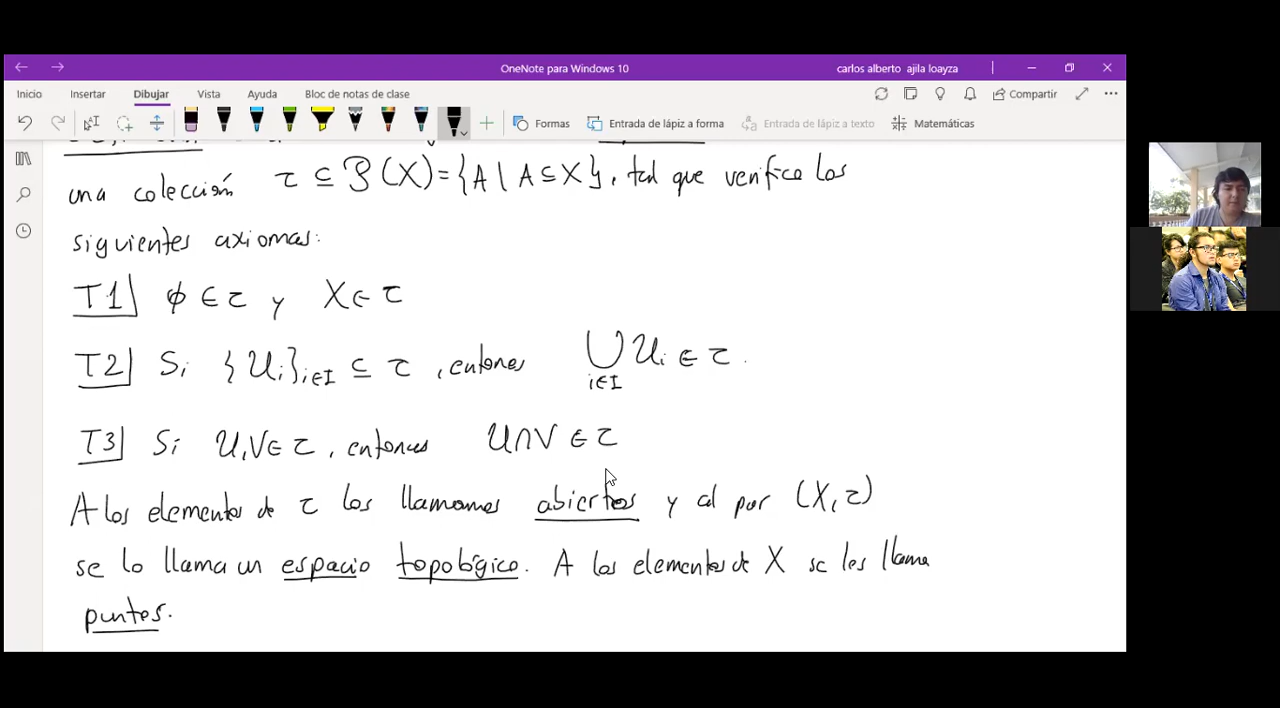 OneNote para Windows 10
carlos alberto ajila loayza
Inicio Insertar Dibujar Vista Ayuda Bloc de notas de clase Compartir
Formas Entrada de lápiz a forma Entrada de lápiz a texto Matemáticas
una colección τ ⊆ P(X) = {A | A ⊆ X}, tal que verifica los
siguientes axiomas:
T1] ϕ ∈ τ y X ∈ τ
T2] Si {Ui}i∈I ⊆ τ, entonces ⋃i∈I Ui ∈ τ.
T3] Si U,V ∈ τ, entonces U∩V ∈ τ
A los elementos de τ los llamamos abiertos y al par (X,τ)
se lo llama un espacio topológico. A los elementos de X se les llama
puntos.